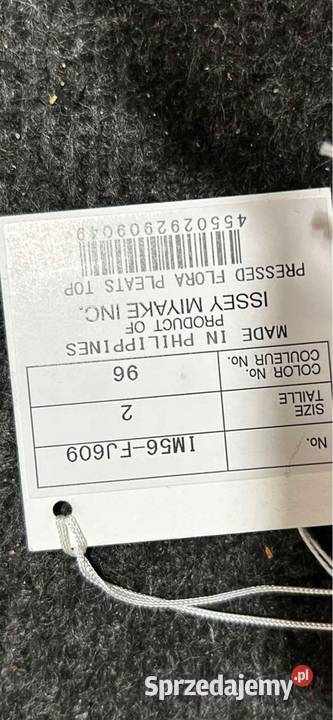 No. IM56-FJ609
SIZE
TAILLE 2
COLOR No.
COULEUR No. 96
MADE IN PHILIPPINES
PRODUCT OF
ISSEY MIYAKE INC.
PRESSED FLORA PLEATS TOP
4550292909049
Sprzedajemy.pl